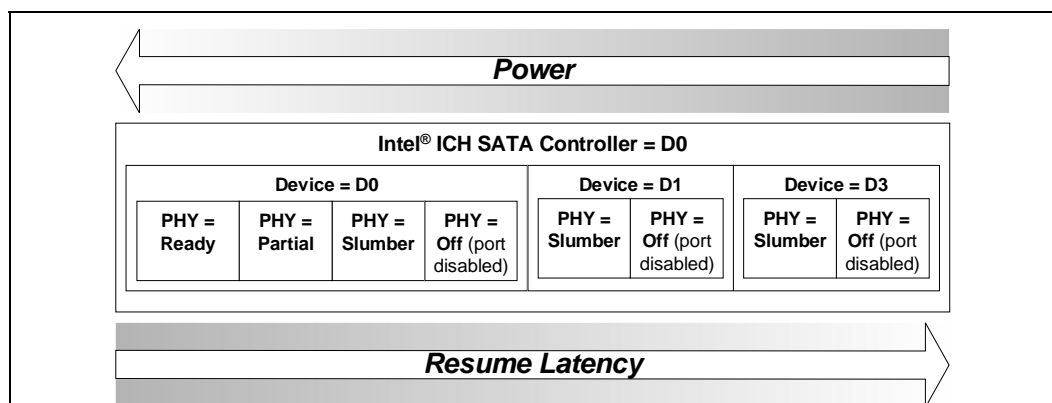 Power
Intel® ICH SATA Controller = D0
Device = D0
PHY =
Ready
PHY =
Partial
PHY =
Slumber
PHY =
Off (port
disabled)
Device = D1
PHY =
Slumber
PHY =
Off (port
disabled)
Device = D3
PHY =
Slumber
PHY =
Off (port
disabled)
Resume Latency